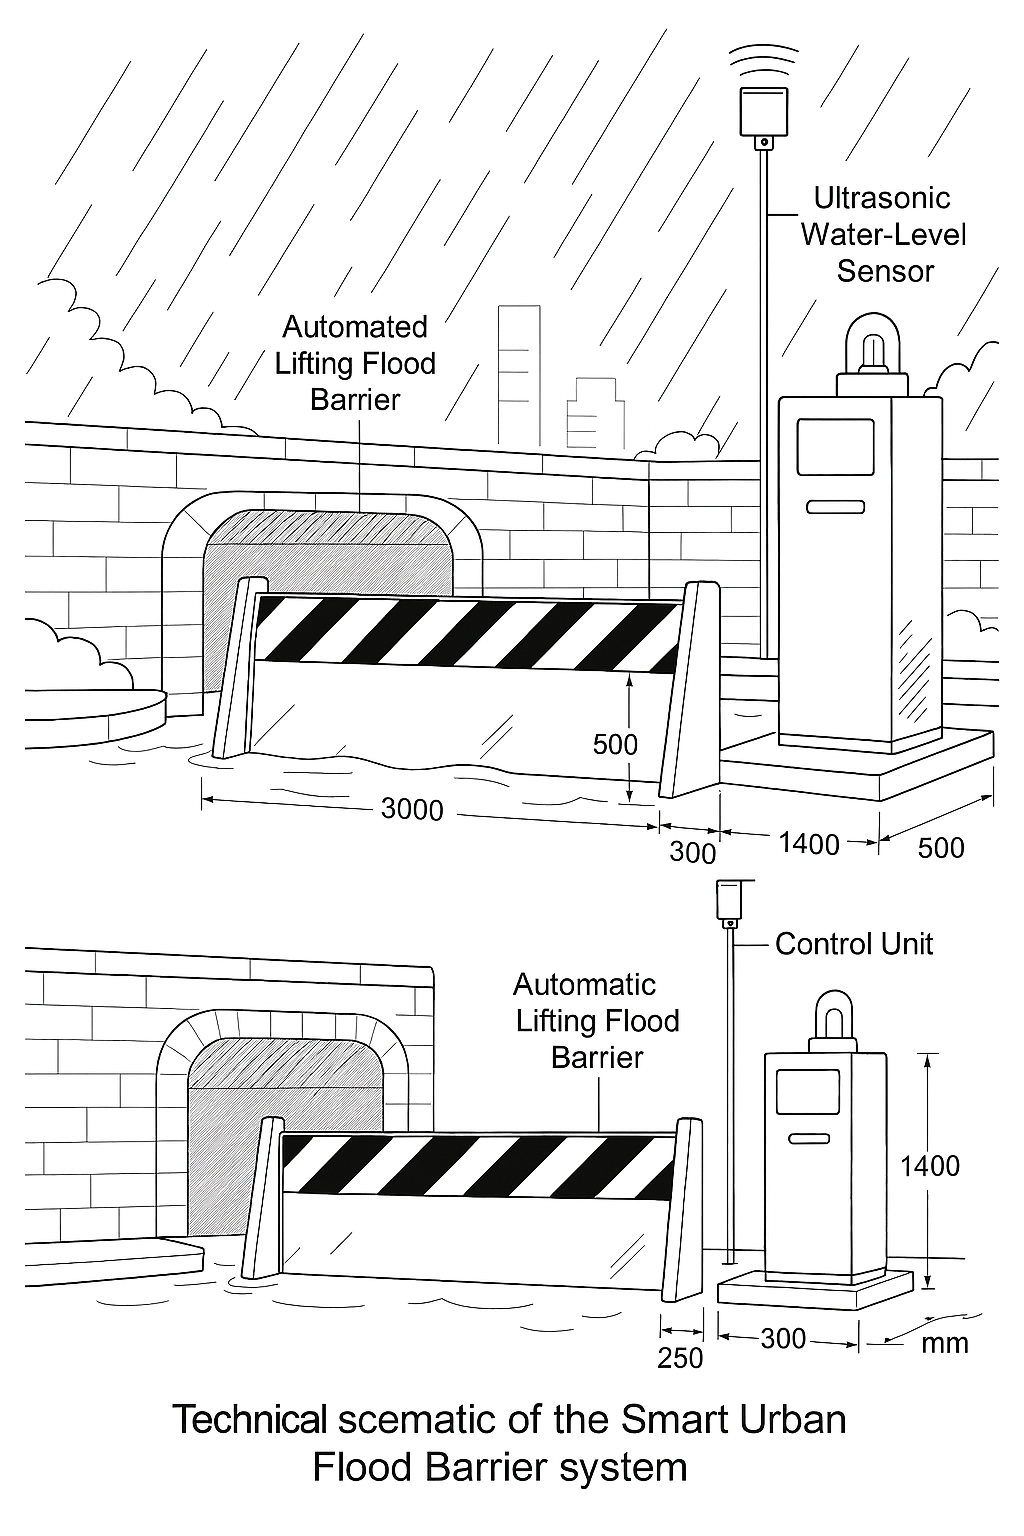 Ultrasonic
Water-Level
Sensor
Automated
Lifting Flood
Barrier
500
3000
300
1400
500
Control Unit
Automnatic
Lifting Flood
Barrier
1400
250
300
mm
Technical scematic of the Smart Urban
Flood Barrier system